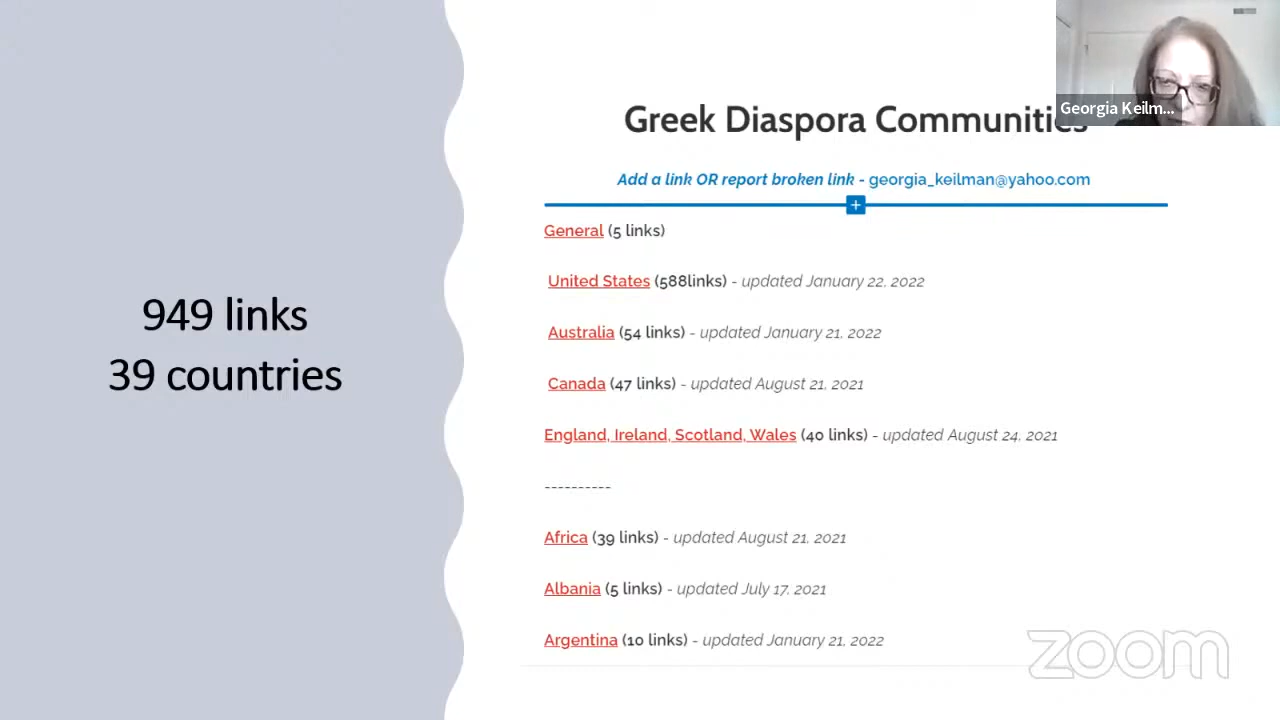 949 links
39 countries
Georgia Keilm...
Greek Diaspora Communities
Add a link OR report broken link - georgia_keilman@yahoo.com
+
General (5 links)
United States (588links) - updated January 22, 2022
Australia (54 links) - updated January 21, 2022
Canada (47 links) - updated August 21, 2021
England, Ireland, Scotland, Wales (40 links) - updated August 24, 2021
----------
Africa (39 links) - updated August 21, 2021
Albania (5 links) - updated July 17, 2021
Argentina (10 links) - updated January 21, 2022
zoom